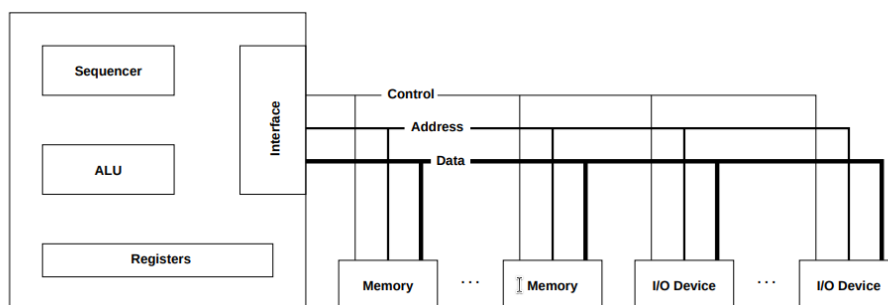 Sequencer
Control
Interface
Address
Data
ALU
Registers
Memory
...
Memory
I/O Device
...
I/O Device